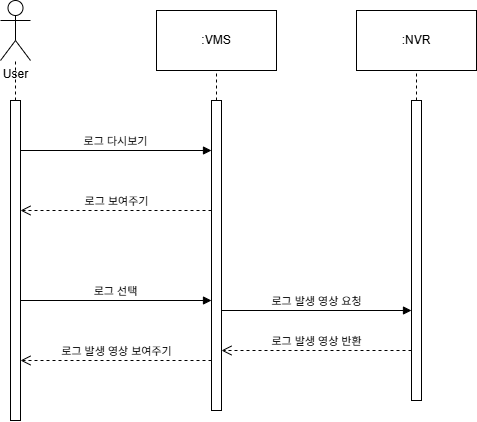 :VMS
:NVR
User
로그 다시보기
로그 보여주기
로그 선택
로그 발생 영상 요청
로그 발생 영상 반환
로그 발생 영상 보여주기